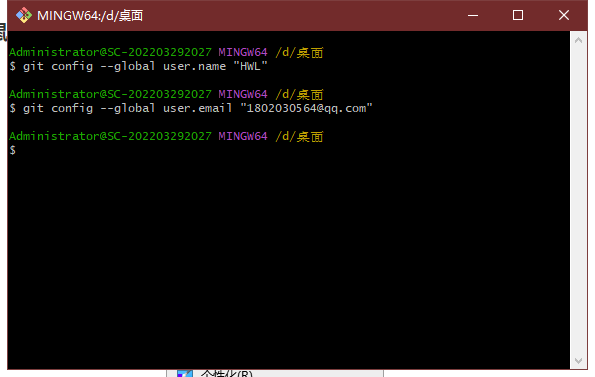 MINGW64:/d/桌面
Administrator@SC-202203292027 MINGW64 /d/桌面
$ git config --global user.name "HWL"
Administrator@SC-202203292027 MINGW64 /d/桌面
$ git config --global user.email "1802030564@qq.com"
Administrator@SC-202203292027 MINGW64 /d/桌面
$
个性化(R)